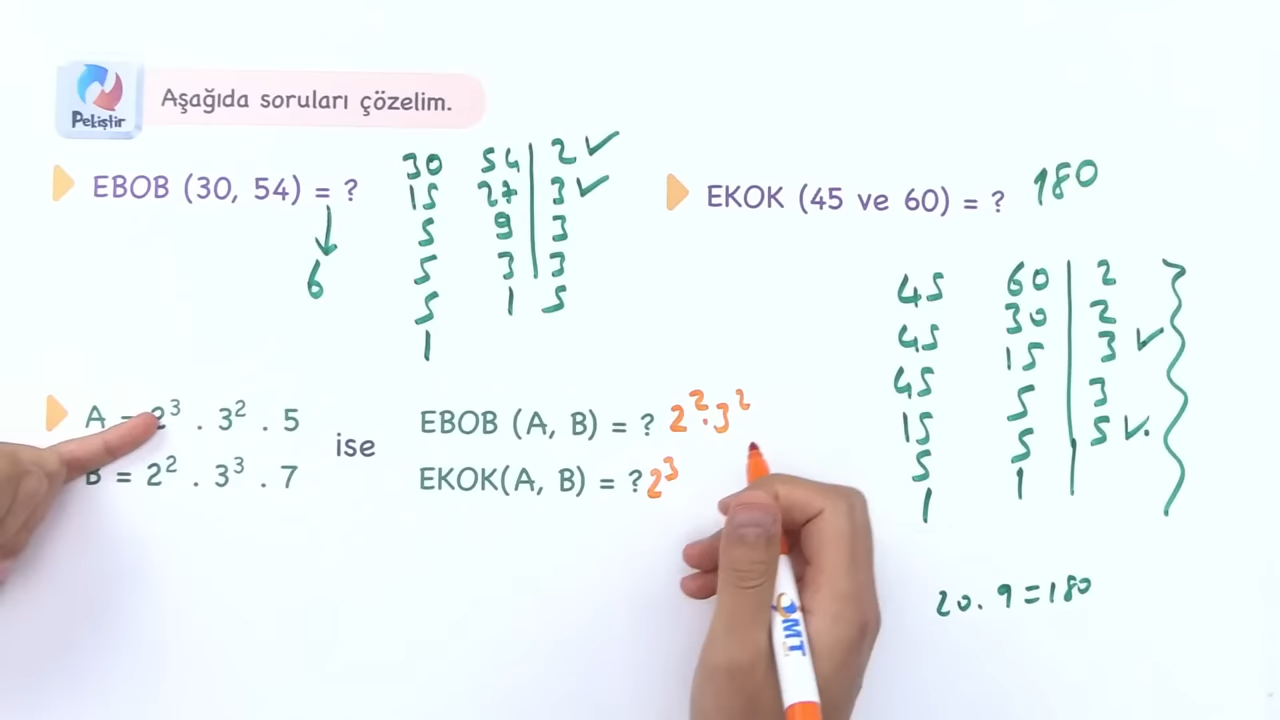 Pekiştir
Aşağıda soruları çözelim.
EBOB (30, 54) = ?
6
30 54 2 ✓
15 27 3 ✓
5 9 3
5 3 3
5 1 5
1
EKOK (45 ve 60) = ? 180
45 60 2
45 30 2
45 15 3 ✓
15 5 3
5 5 5 ✓.
1 1
20 . 9 = 180
A = 2³ . 3² . 5
B = 2² . 3³ . 7
ise
EBOB (A, B) = ? 2² . 3²
EKOK(A, B) = ? 2³
MT